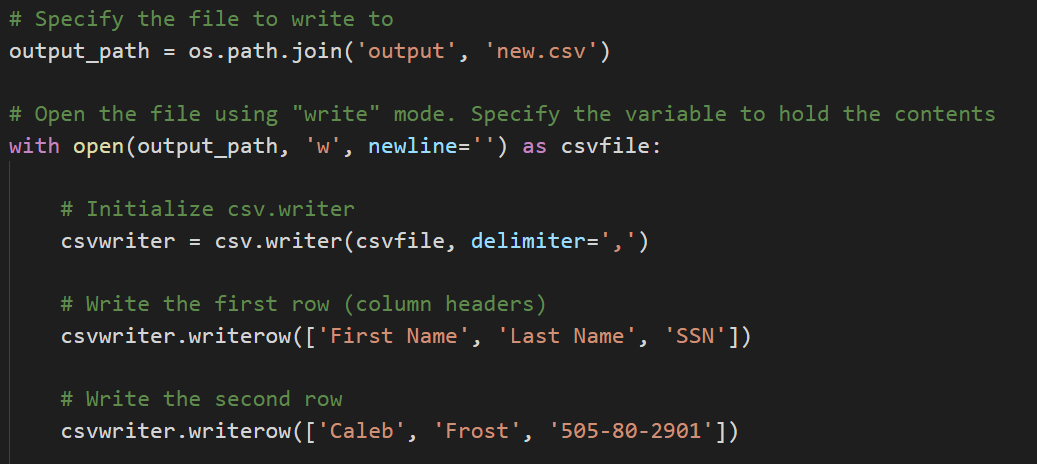 # Specify the file to write to
output_path = os.path.join('output', 'new.csv')
# Open the file using "write" mode. Specify the variable to hold the contents
with open(output_path, 'w', newline='') as csvfile:
# Initialize csv.writer
csvwriter = csv.writer(csvfile, delimiter=',')
# Write the first row (column headers)
csvwriter.writerow(['First Name', 'Last Name', 'SSN'])
# Write the second row
csvwriter.writerow(['Caleb', 'Frost', '505-80-2901'])